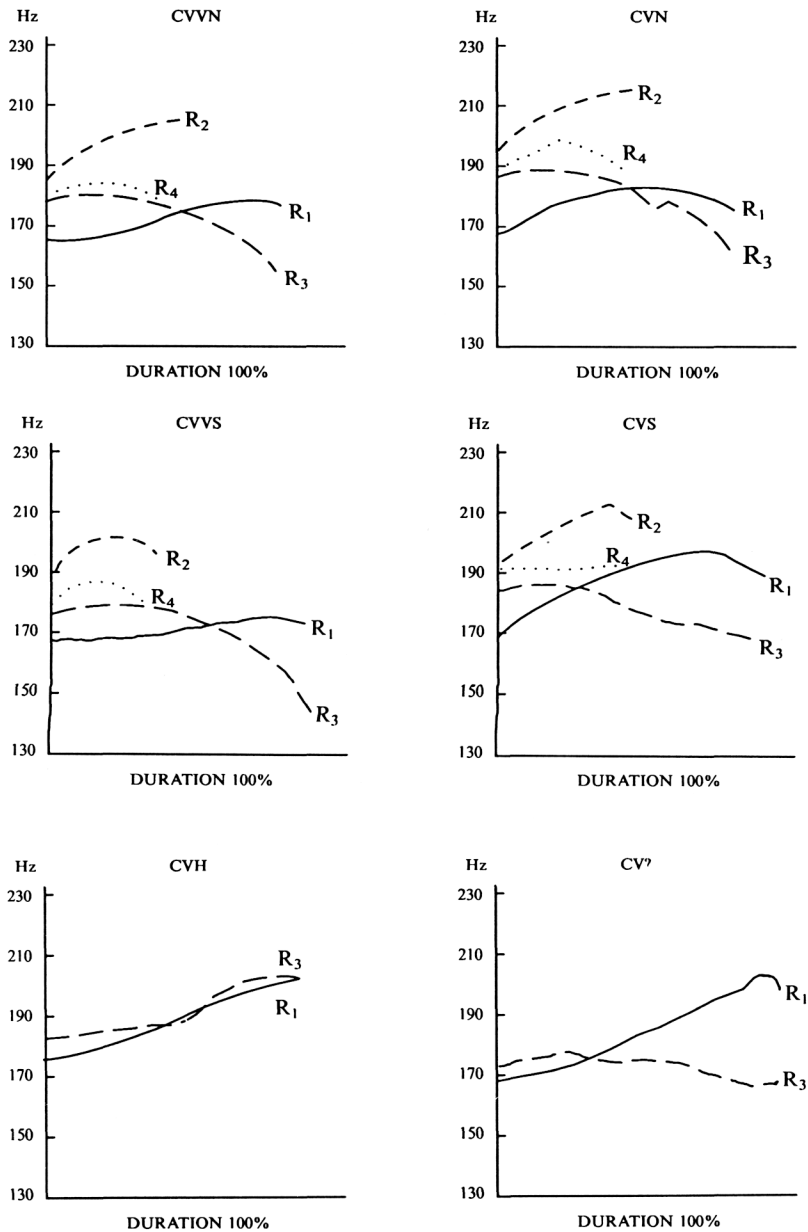 Hz CVVN
230
210
190
170
150
130
R2
R4
R1
R3
DURATION 100%
Hz CVN
230
210
190
170
150
130
R2
R4
R1
R3
DURATION 100%
Hz CVVS
230
210
190
170
150
130
R2
R4
R1
R3
DURATION 100%
Hz CVS
230
210
190
170
150
130
R2
R4
R1
R3
DURATION 100%
Hz CVH
230
210
190
170
150
130
R3
R1
DURATION 100%
Hz CVʔ
230
210
190
170
150
130
R1
R3
DURATION 100%